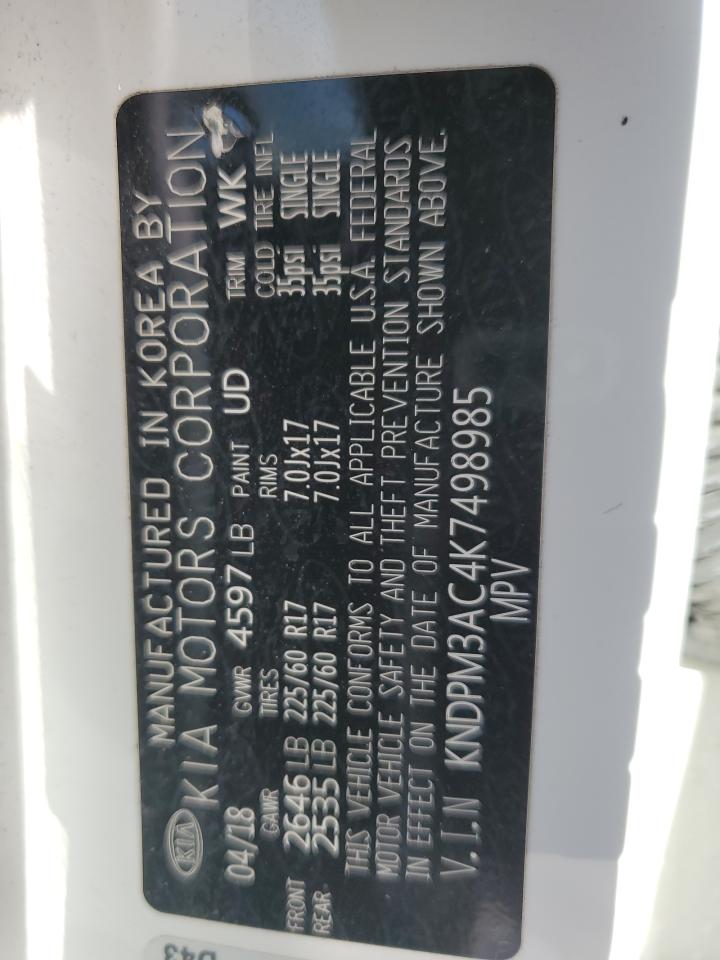 KIA
MANUFACTURED IN KOREA BY
KIA MOTORS CORPORATION
04/18 GVWR 4597 LB PAINT UD TRIM WK
GAWR TIRES RIMS COLD TIRE INFL
FRONT 2646 LB 225/60 R17 7.0Jx17 35psi SINGLE
REAR 2535 LB 225/60 R17 7.0Jx17 35psi SINGLE
THIS VEHICLE CONFORMS TO ALL APPLICABLE U.S.A. FEDERAL
MOTOR VEHICLE SAFETY AND THEFT PREVENTION STANDARDS
IN EFFECT ON THE DATE OF MANUFACTURE SHOWN ABOVE.
V.I.N KNDPM3AC4K7498985
MPV
D43